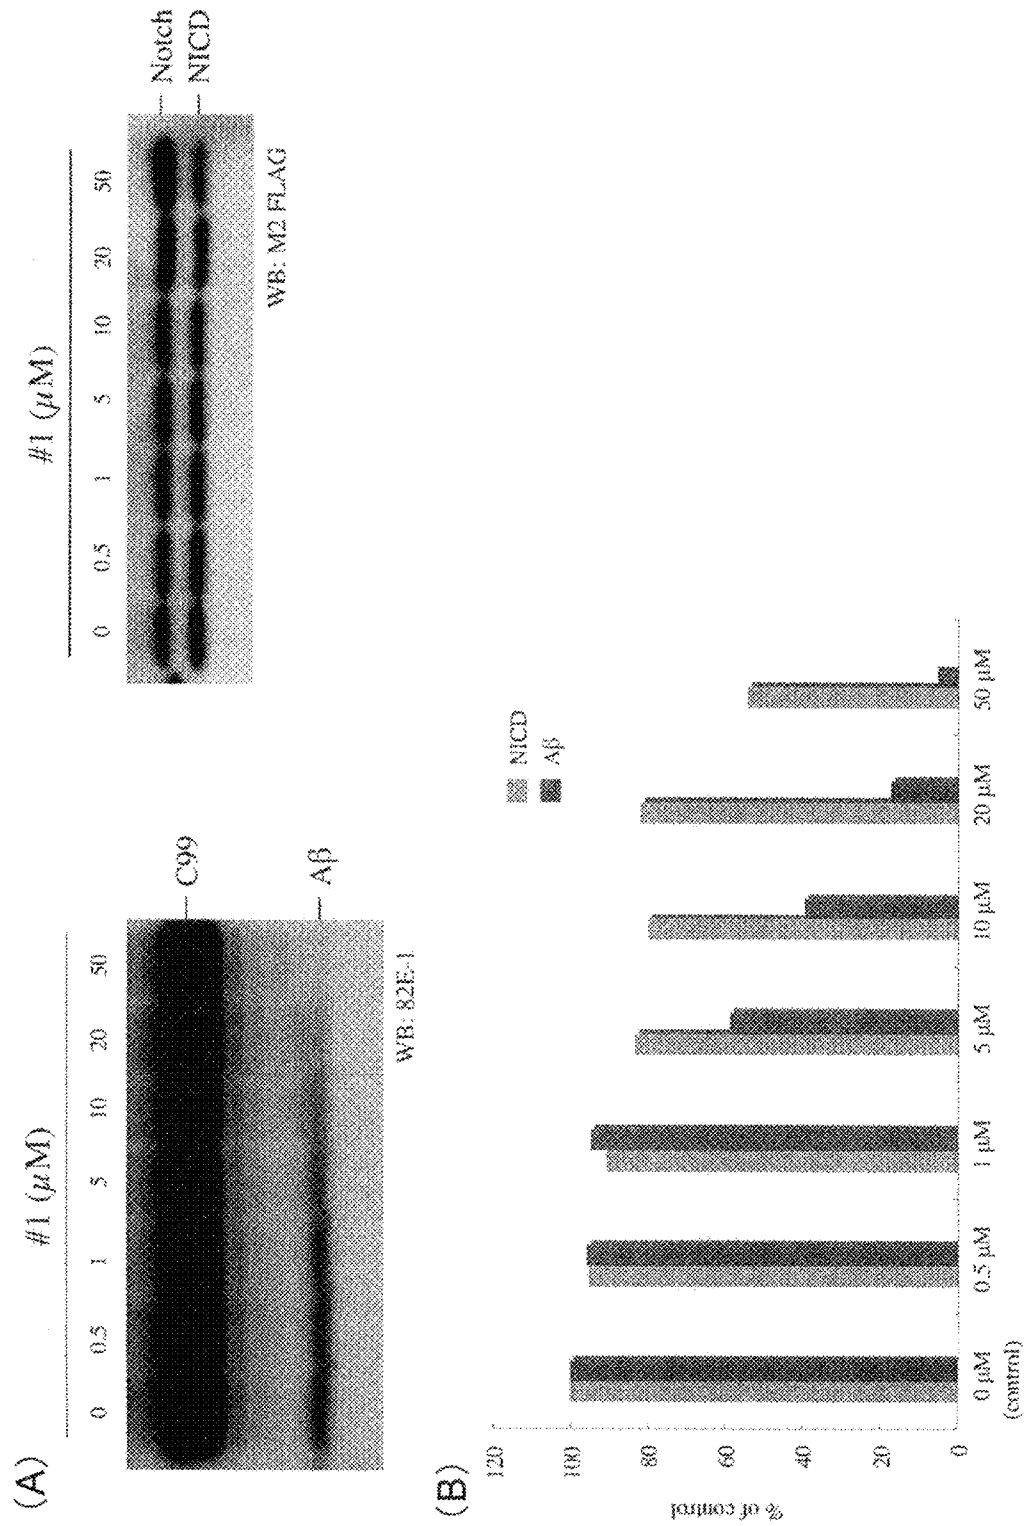 (A)
#1 (μM)
0 0.5 1 5 10 20 50
C99
Aβ
WB: 82E-1
#1 (μM)
0 0.5 1 5 10 20 50
Notch
NICD
WB: M2 FLAG
(B)
NICD
Aβ
% of control
120
100
80
60
40
20
0
0 μM 0.5 μM 1 μM 5 μM 10 μM 20 μM 50 μM
(control)